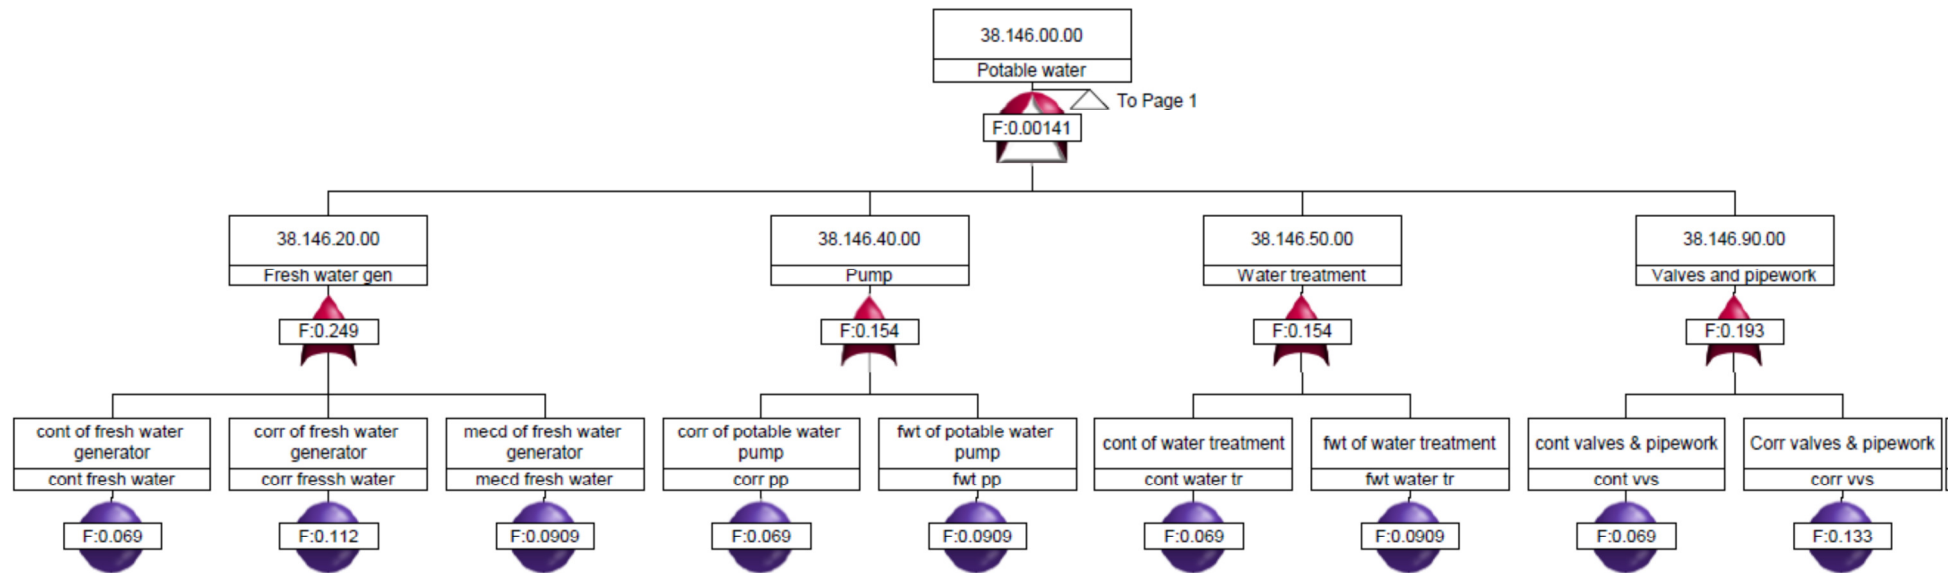 38.146.00.00
Potable water
To Page 1
F:0.00141
38.146.20.00
Fresh water gen
F:0.249
38.146.40.00
Pump
F:0.154
38.146.50.00
Water treatment
F:0.154
38.146.90.00
Valves and pipework
F:0.193
cont of fresh water
generator
cont fresh water
F:0.069
corr of fresh water
generator
corr fressh water
F:0.112
mecd of fresh water
generator
mecd fresh water
F:0.0909
corr of potable water
pump
corr pp
F:0.069
fwt of potable water
pump
fwt pp
F:0.0909
cont of water treatment
cont water tr
F:0.069
fwt of water treatment
fwt water tr
F:0.0909
cont valves & pipework
cont vvs
F:0.069
Corr valves & pipework
corr vvs
F:0.133